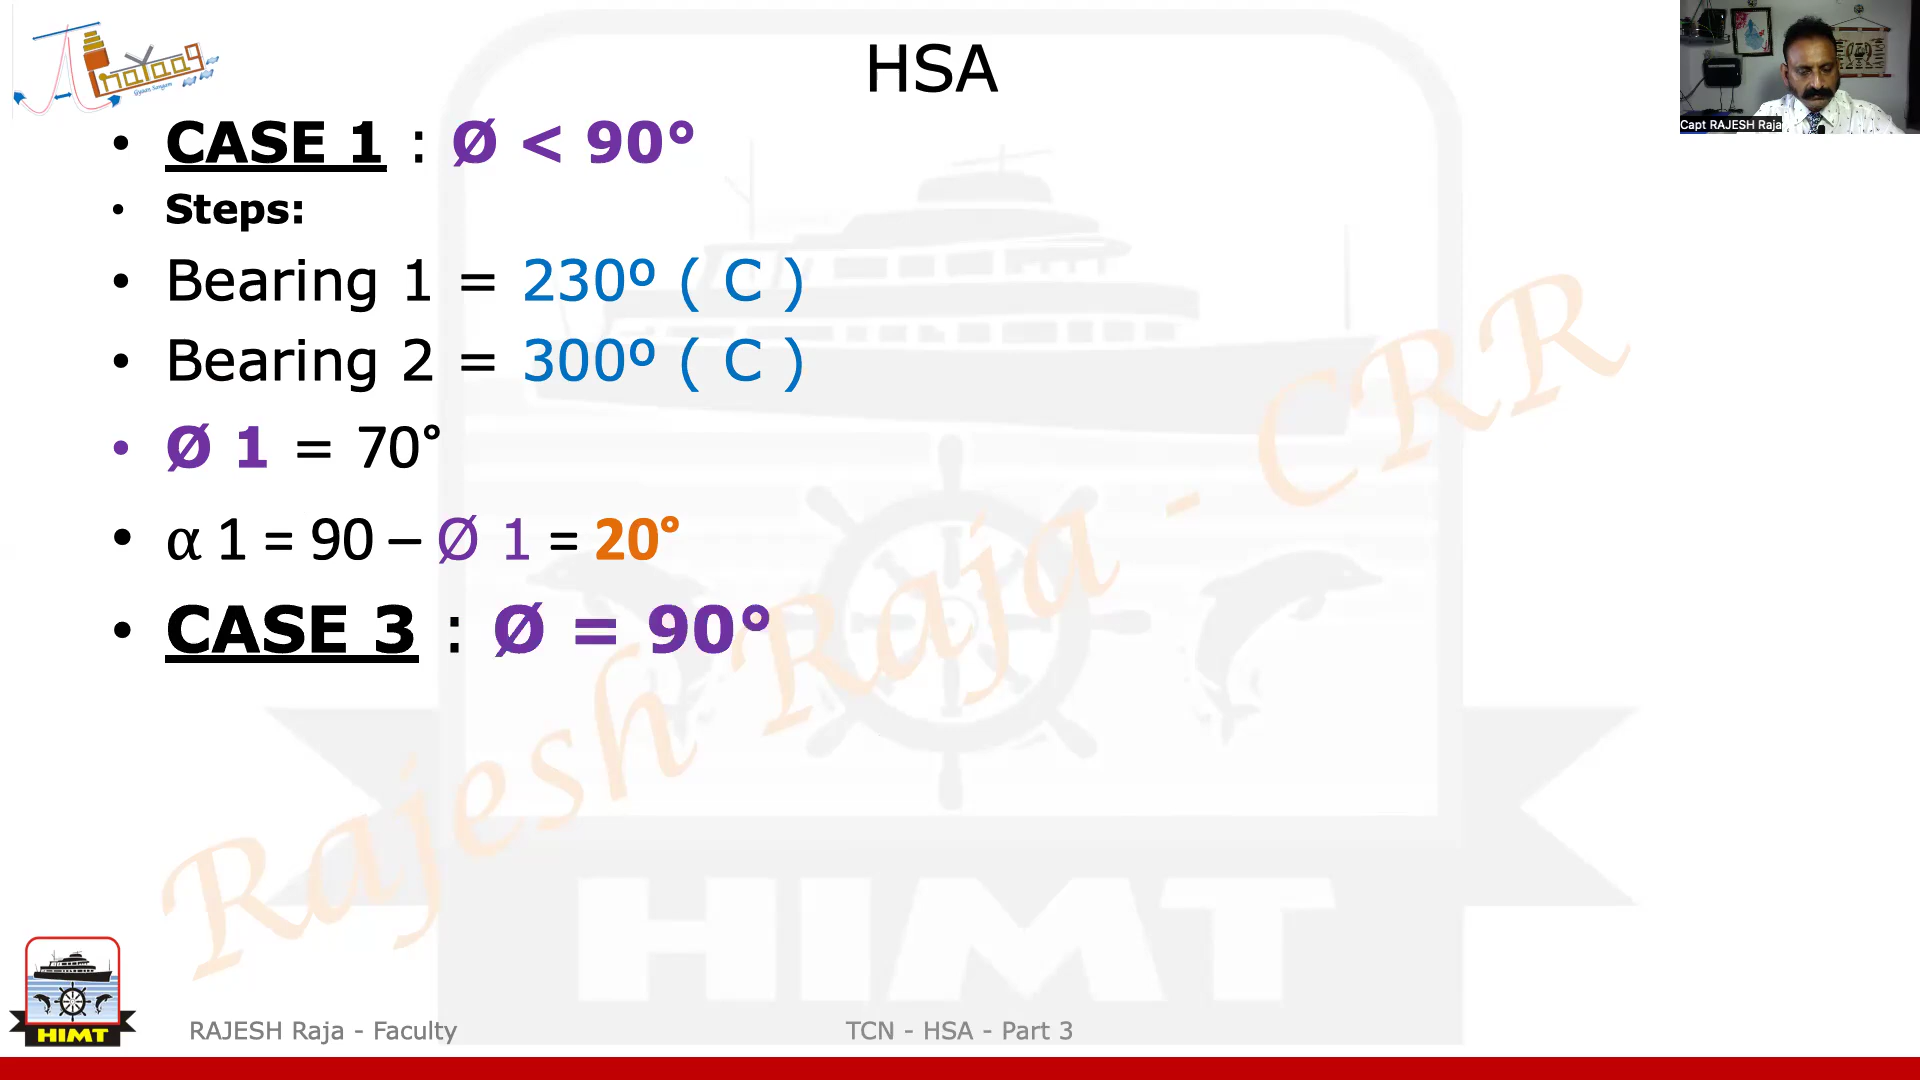 HSA
Capt RAJESH Raja
• CASE 1 : Ø < 90°
• Steps:
• Bearing 1 = 230º ( C )
• Bearing 2 = 300º ( C )
• Ø 1 = 70°
• α 1 = 90 – Ø 1 = 20°
• CASE 3 : Ø = 90°
Rajesh Raja - CRR
HIMT
HIMT
RAJESH Raja - Faculty
TCN - HSA - Part 3